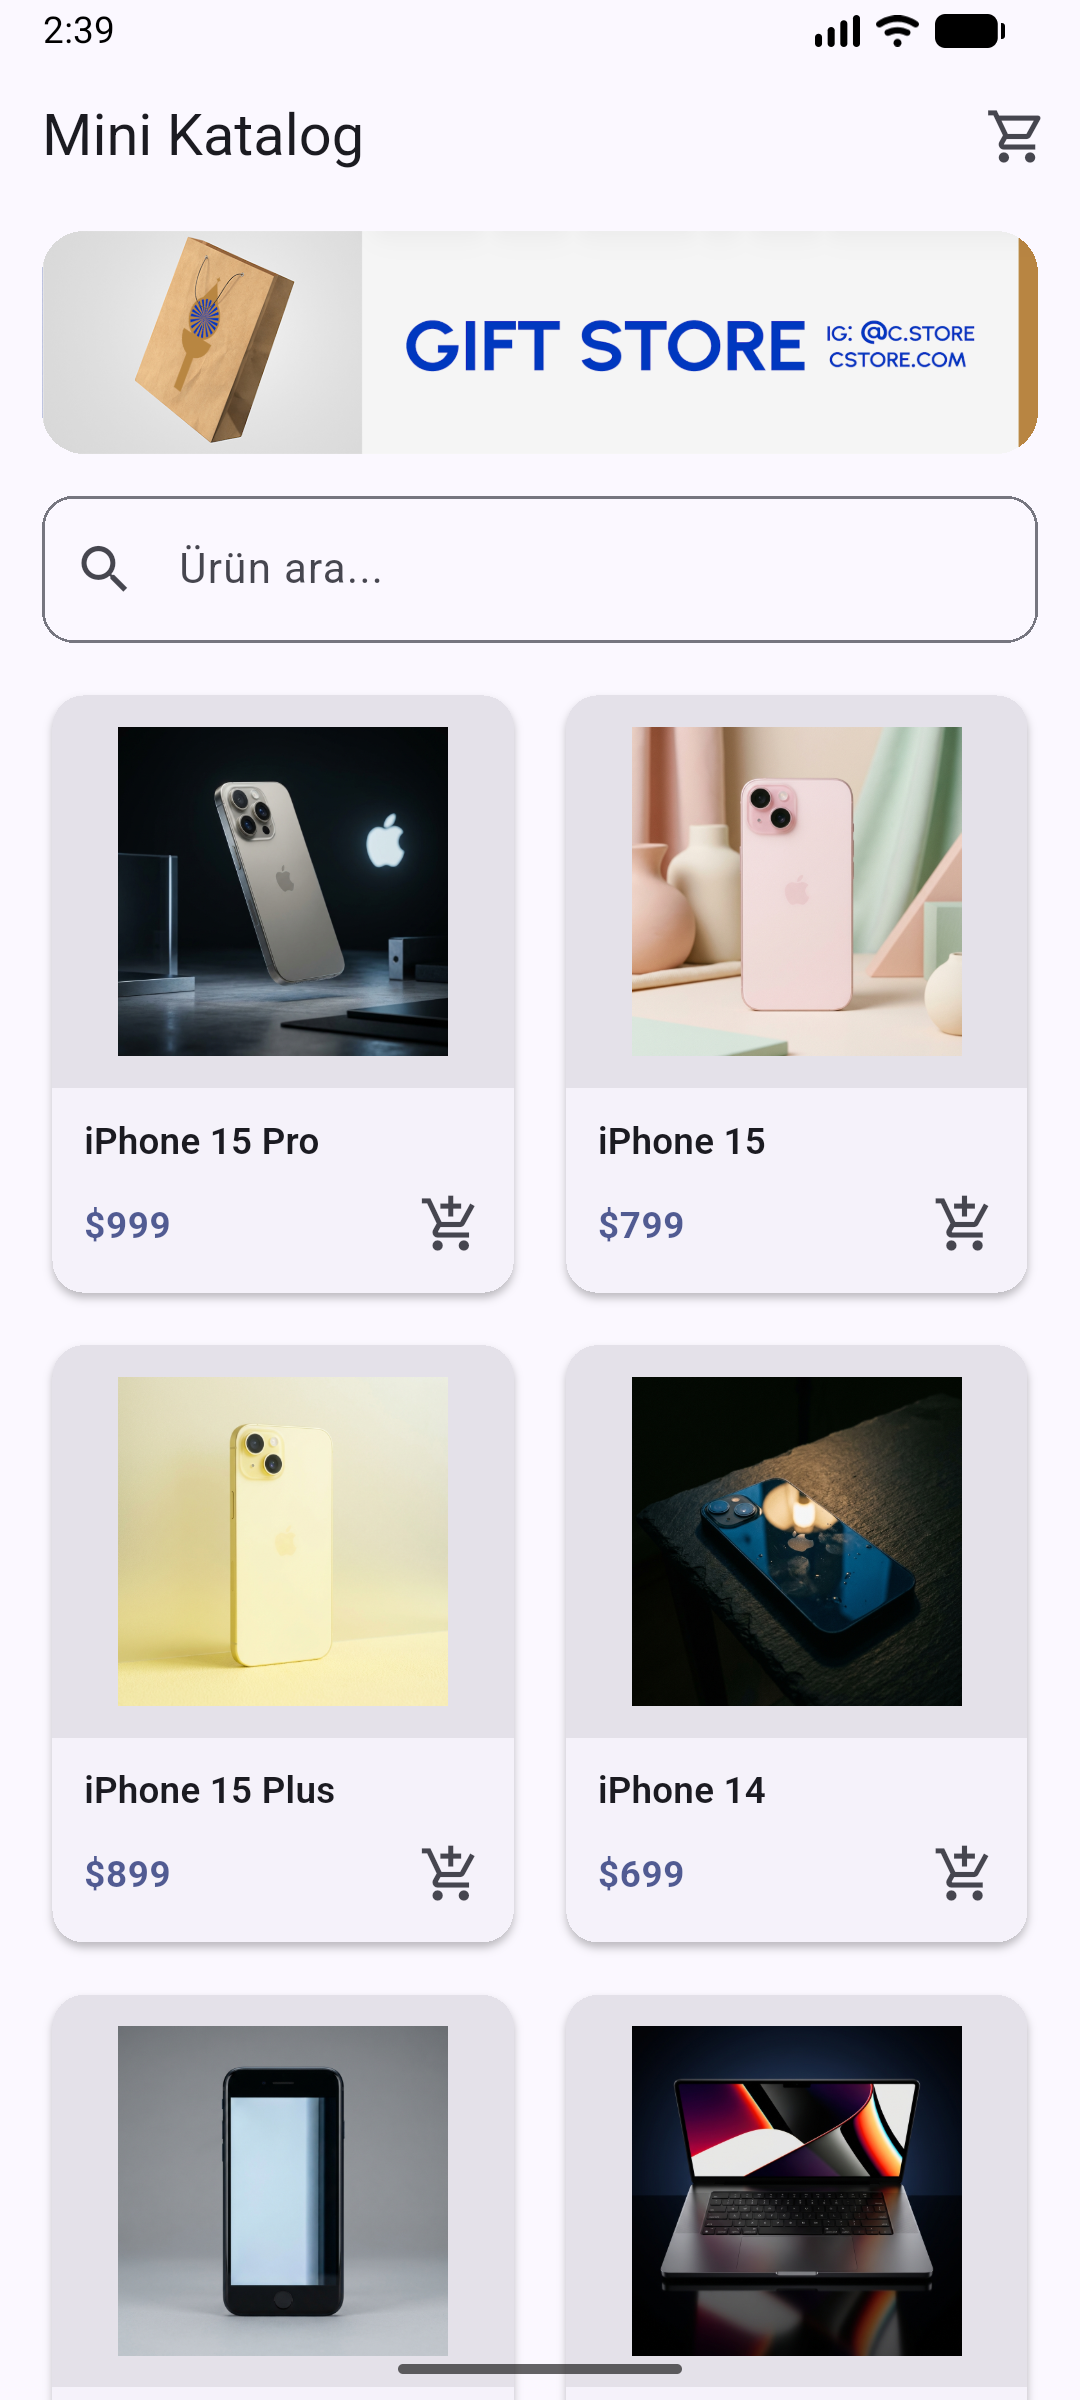 2:39
Mini Katalog
GIFT STORE
IG: @C.STORE
CSTORE.COM
Ürün ara...
iPhone 15 Pro
$999
iPhone 15
$799
iPhone 15 Plus
$899
iPhone 14
$699